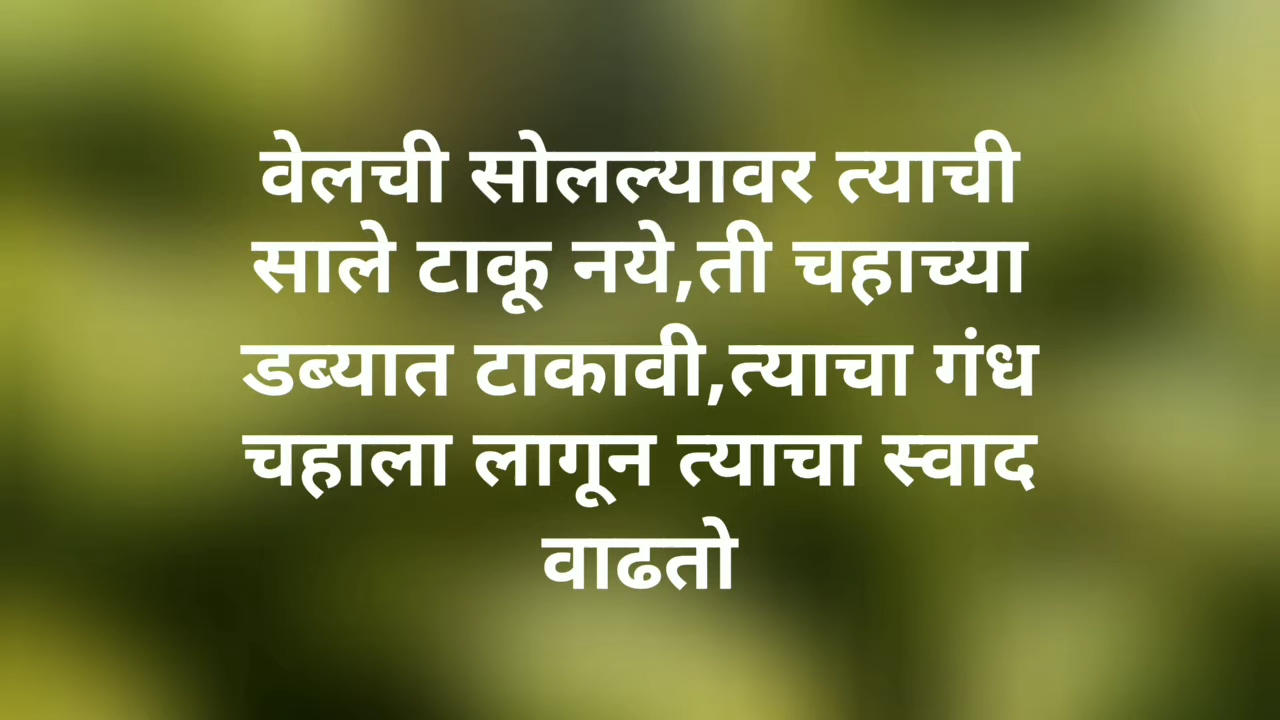 वेलची सोलल्यावर त्याची
साले टाकू नये,ती चहाच्या
डब्यात टाकावी,त्याचा गंध
चहाला लागून त्याचा स्वाद
वाढतो